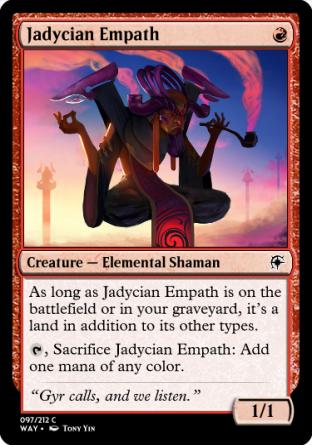 Jadycian Empath
Creature — Elemental Shaman
As long as Jadycian Empath is on the
battlefield or in your graveyard, it's a
land in addition to its other types.
, Sacrifice Jadycian Empath: Add
one mana of any color.
"Gyr calls, and we listen."
1/1
097/212 C
WAY • Tony Yin